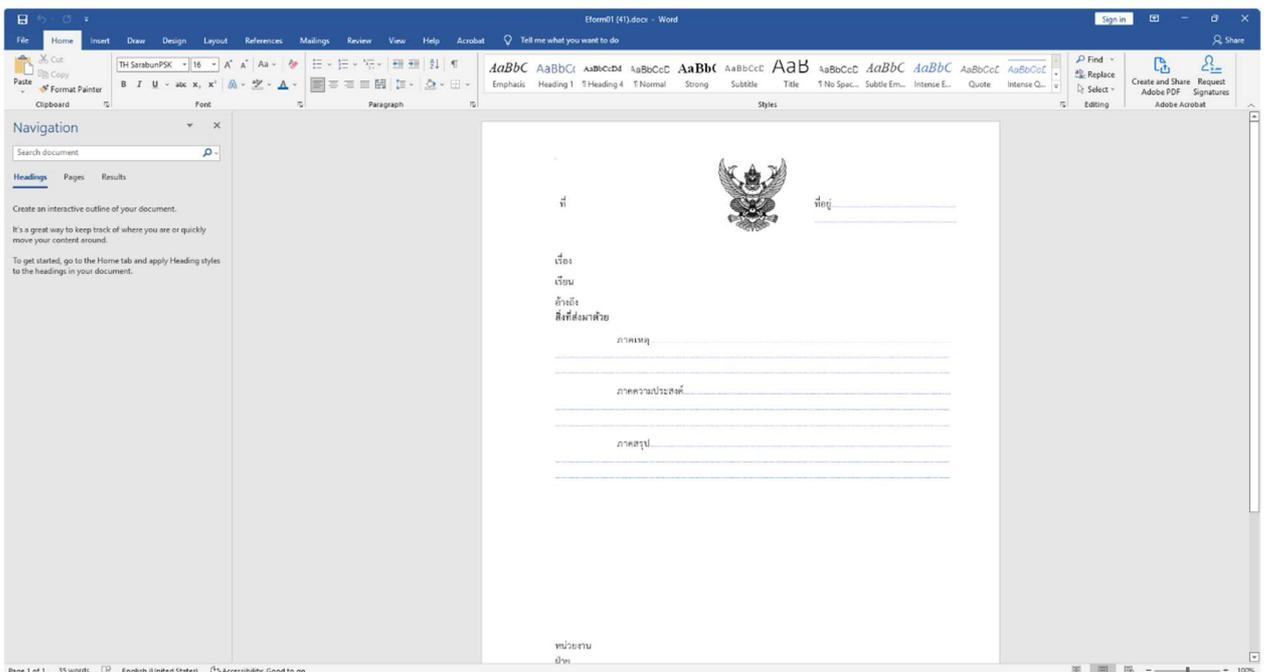 Eform01 (41).docx - Word
Sign in
File Home Insert Draw Design Layout References Mailings Review View Help Acrobat Tell me what you want to do
Share
Paste
Cut
Copy
Format Painter
Clipboard
TH SarabunPSK 16
Font
Paragraph
AaBbC AaBbCc AaBbCcDd AaBbCcD AaBb( AaBbCcD AaB AaBbCcD AaBbC AaBbC AaBbCcD AaBbCcD
Emphasis Heading 1 ¶ Heading 4 ¶ Normal Strong Subtitle Title ¶ No Spac... Subtle Em... Intense E... Quote Intense Q...
Styles
Find
Replace
Select
Editing
Create and Share Adobe PDF
Request Signatures
Adobe Acrobat
Navigation
Search document
Headings Pages Results
Create an interactive outline of your document.
It's a great way to keep track of where you are or quickly
move your content around.
To get started, go to the Home tab and apply Heading styles
to the headings in your document.
ที่
ที่อยู่
เรื่อง
เรียน
อ้างถึง
สิ่งที่ส่งมาด้วย
ภาคเหตุ
ภาคความประสงค์
ภาคสรุป
หน่วยงาน
Page 1 of 1 35 words English (United States) Accessibility: Good to go
100%